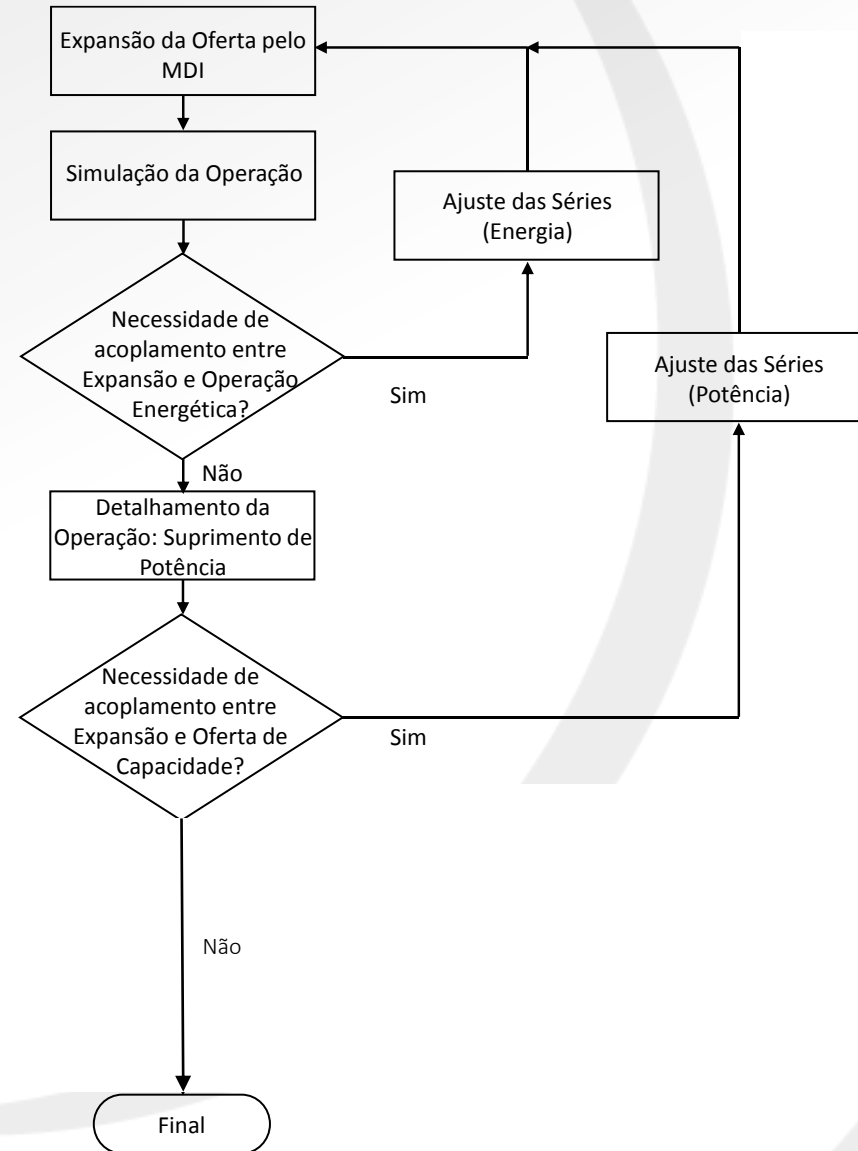 Expansão da Oferta pelo
MDI
Simulação da Operação
Ajuste das Séries
(Energia)
Necessidade de
acoplamento entre
Expansão e Operação
Energética?
Sim
Ajuste das Séries
(Potência)
Não
Detalhamento da
Operação: Suprimento de
Potência
Necessidade de
acoplamento entre
Expansão e Oferta de
Capacidade?
Sim
Não
Final